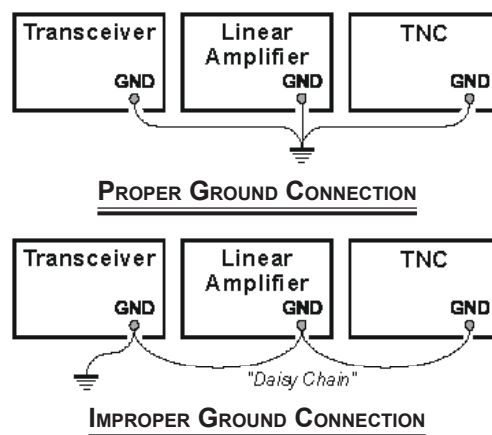 Transceiver
GND
Linear
Amplifier
GND
TNC
GND
PROPER GROUND CONNECTION
Transceiver
GND
Linear
Amplifier
GND
TNC
GND
"Daisy Chain"
IMPROPER GROUND CONNECTION